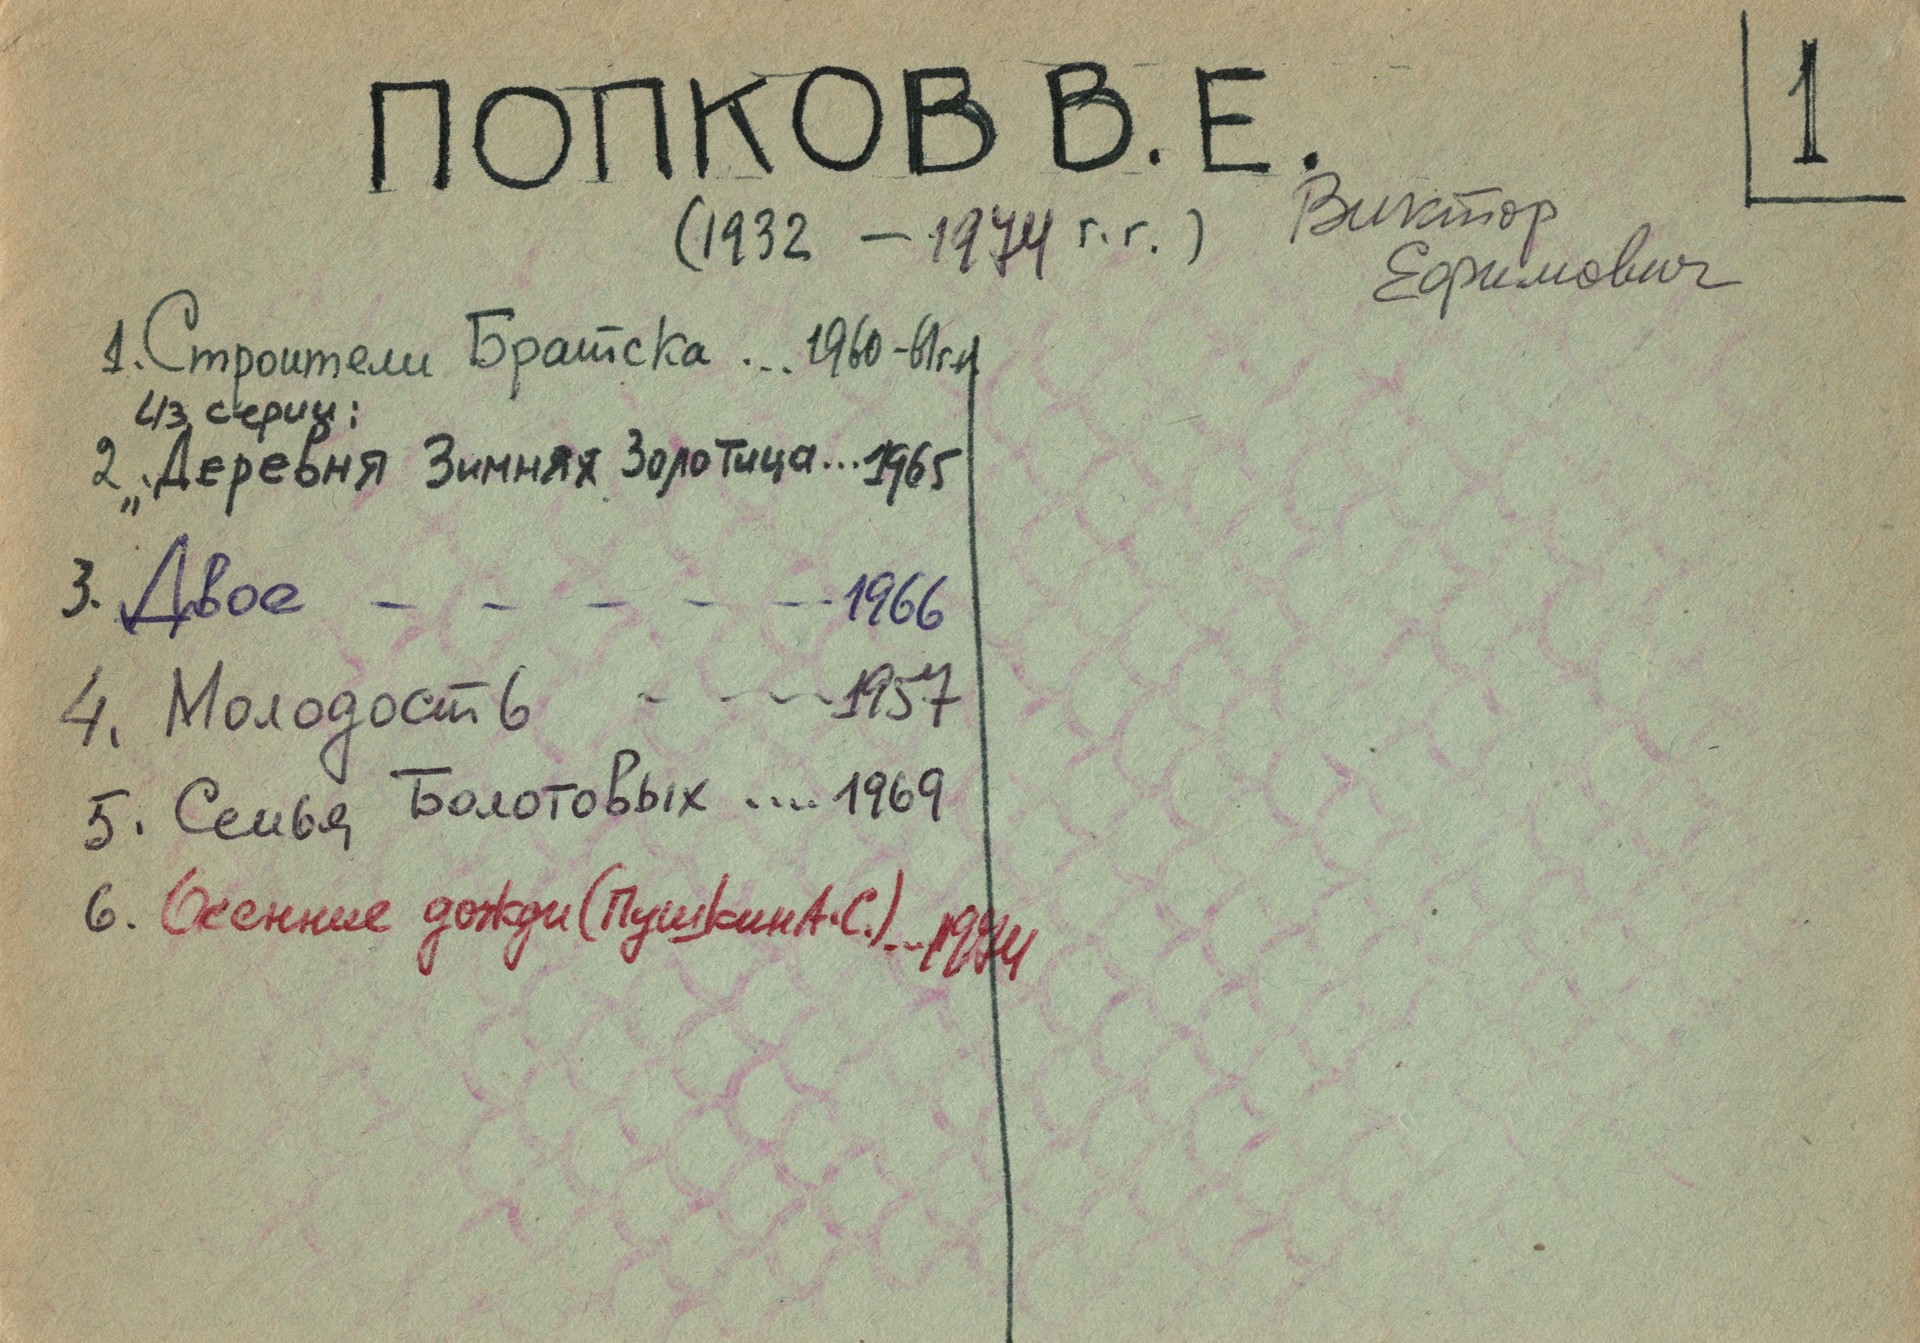 ПОПКОВ В. Е.
1
(1932 – 1974 г.г.)
Виктор
Ефимович
1. Строители Братска ... 1960-61г.г.
Из серии:
2 „. Деревня Зимняя Золотица... 1965
3. Двое – – – – – 1966
4. Молодость - - - - 1957
5. Семья Болотовых .... 1969
6. Осенние дожди (Пушкин А.С.) ... 1974